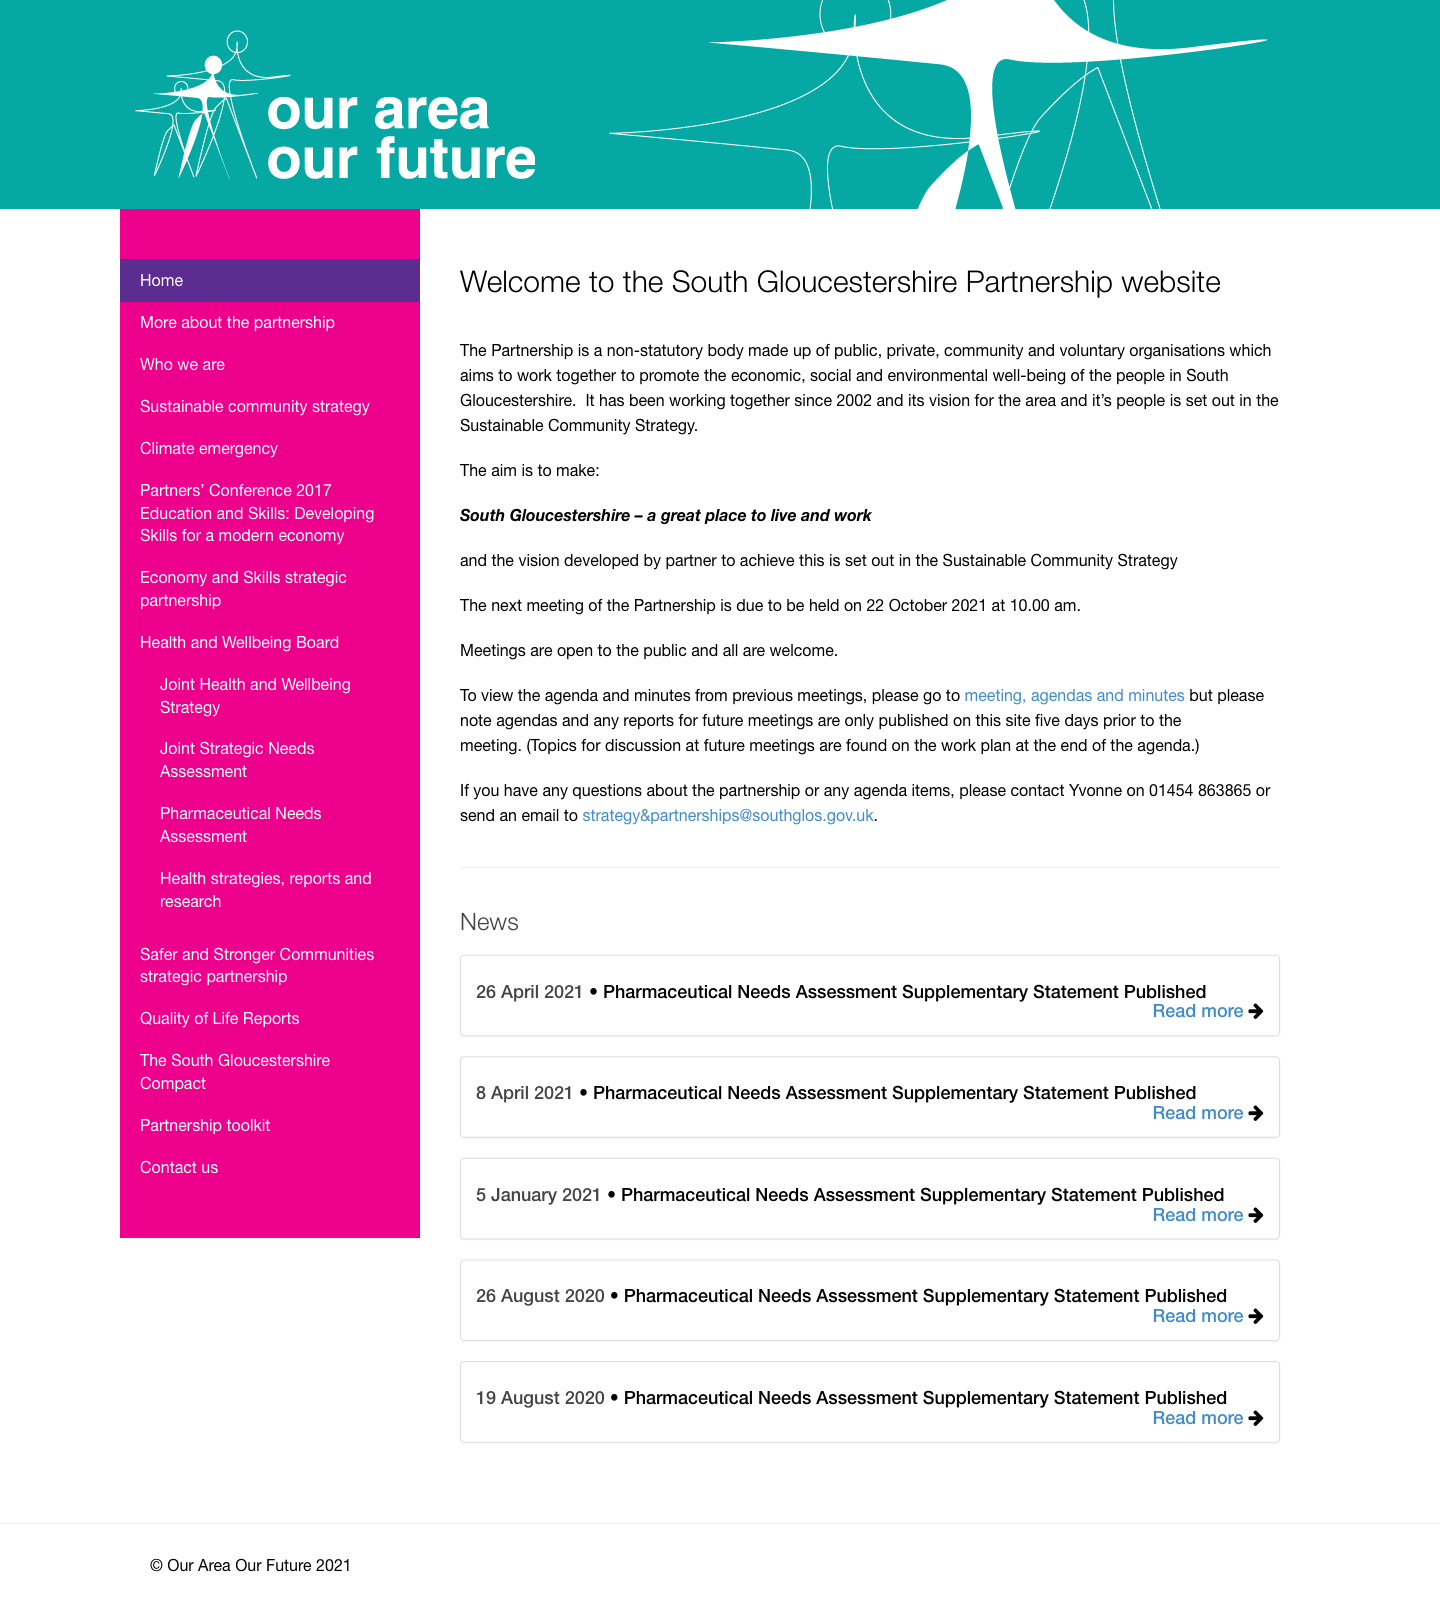 our area
our future
Home
More about the partnership
Who we are
Sustainable community strategy
Climate emergency
Partners’ Conference 2017
Education and Skills: Developing
Skills for a modern economy
Economy and Skills strategic
partnership
Health and Wellbeing Board
Joint Health and Wellbeing
Strategy
Joint Strategic Needs
Assessment
Pharmaceutical Needs
Assessment
Health strategies, reports and
research
Safer and Stronger Communities
strategic partnership
Quality of Life Reports
The South Gloucestershire
Compact
Partnership toolkit
Contact us
Welcome to the South Gloucestershire Partnership website
The Partnership is a non-statutory body made up of public, private, community and voluntary organisations which
aims to work together to promote the economic, social and environmental well-being of the people in South
Gloucestershire.  It has been working together since 2002 and its vision for the area and it’s people is set out in the
Sustainable Community Strategy.
The aim is to make:
South Gloucestershire – a great place to live and work
and the vision developed by partner to achieve this is set out in the Sustainable Community Strategy
The next meeting of the Partnership is due to be held on 22 October 2021 at 10.00 am.
Meetings are open to the public and all are welcome.
To view the agenda and minutes from previous meetings, please go to meeting, agendas and minutes but please
note agendas and any reports for future meetings are only published on this site five days prior to the
meeting. (Topics for discussion at future meetings are found on the work plan at the end of the agenda.)
If you have any questions about the partnership or any agenda items, please contact Yvonne on 01454 863865 or
send an email to strategy&partnerships@southglos.gov.uk.
News
26 April 2021 • Pharmaceutical Needs Assessment Supplementary Statement Published
Read more
8 April 2021 • Pharmaceutical Needs Assessment Supplementary Statement Published
Read more
5 January 2021 • Pharmaceutical Needs Assessment Supplementary Statement Published
Read more
26 August 2020 • Pharmaceutical Needs Assessment Supplementary Statement Published
Read more
19 August 2020 • Pharmaceutical Needs Assessment Supplementary Statement Published
Read more
© Our Area Our Future 2021